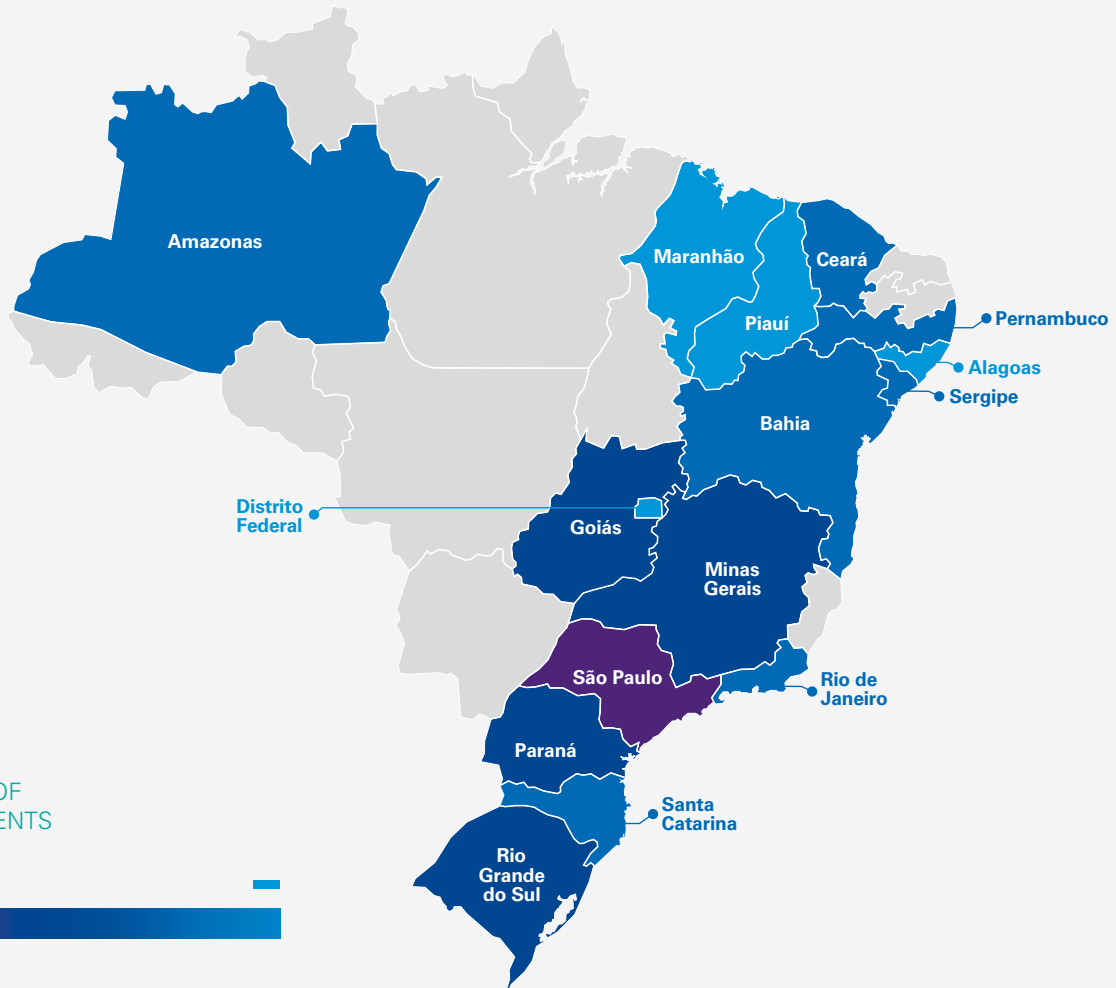 Amazonas
Maranhão
Ceará
Piauí
Pernambuco
Alagoas
Sergipe
Bahia
Distrito
Federal
Goiás
Minas
Gerais
São Paulo
Rio de
Janeiro
Paraná
Santa
Catarina
Rio
Grande
do Sul
OF
ENTS